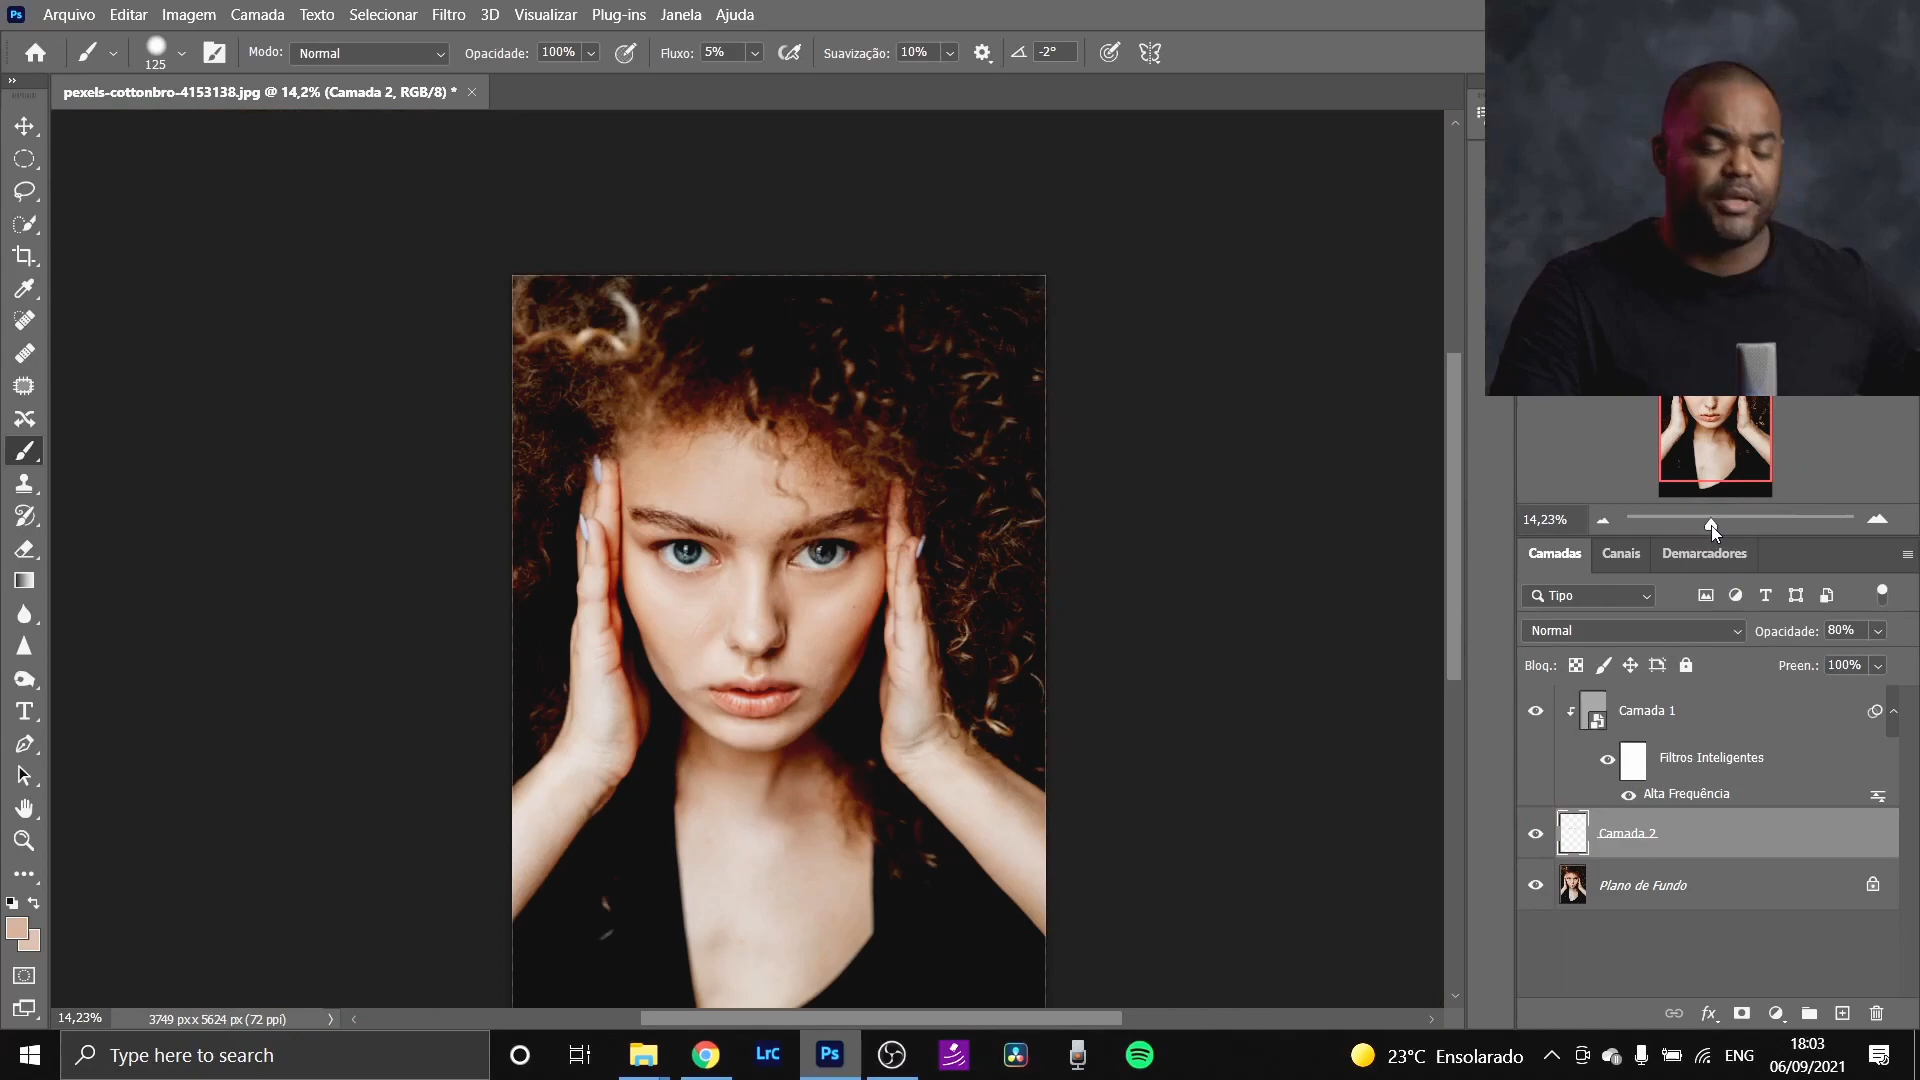 Ps Arquivo Editar Imagem Camada Texto Selecionar Filtro 3D Visualizar Plug-ins Janela Ajuda
125 Modo: Normal Opacidade: 100% Fluxo: 5% Suavização: 10% -2°
pexels-cottonbro-4153138.jpg @ 14,2% (Camada 2, RGB/8) *
14,23%
Camadas Canais Demarcadores
Tipo
Normal Opacidade: 80%
Bloq.: Preen.: 100%
Camada 1
Filtros Inteligentes
Alta Frequência
Camada 2
Plano de Fundo
fx
14,23% 3749 px x 5624 px (72 ppi)
Type here to search LrC Ps 23°C Ensolarado ENG 18:03
06/09/2021